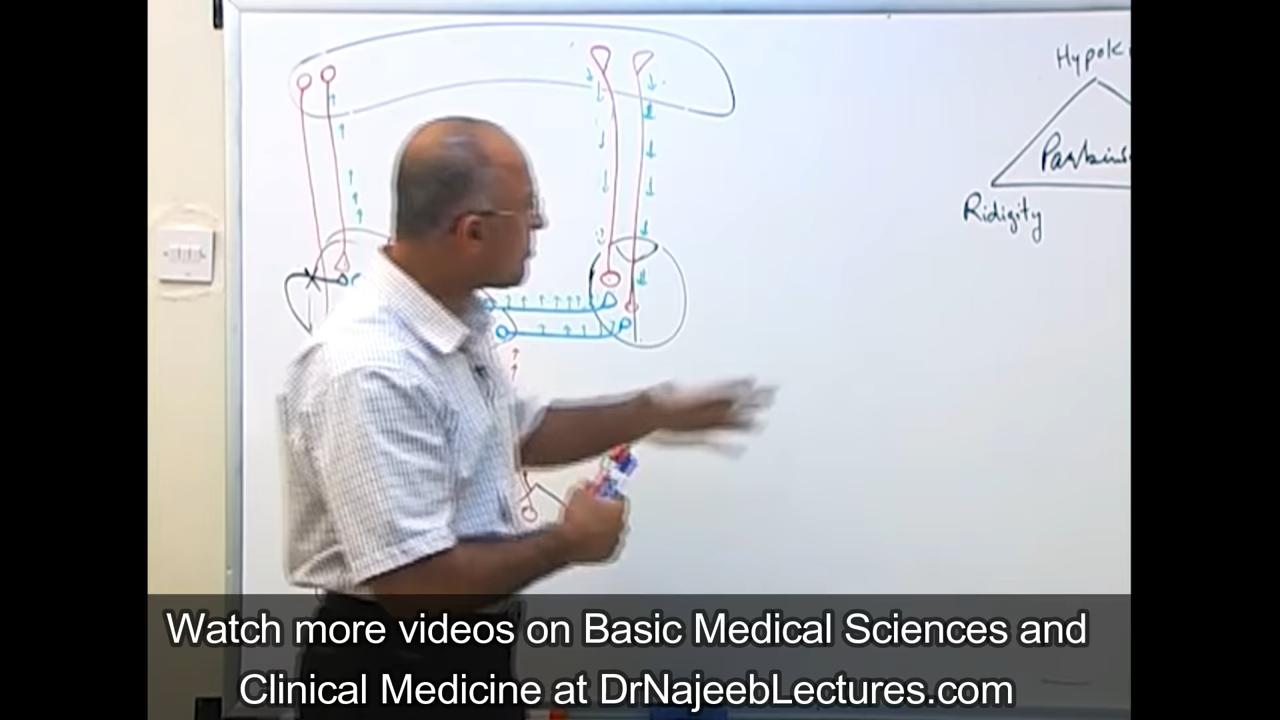 Hypok
Parkins
Ridigity
Watch more videos on Basic Medical Sciences and
Clinical Medicine at DrNajeebLectures.com